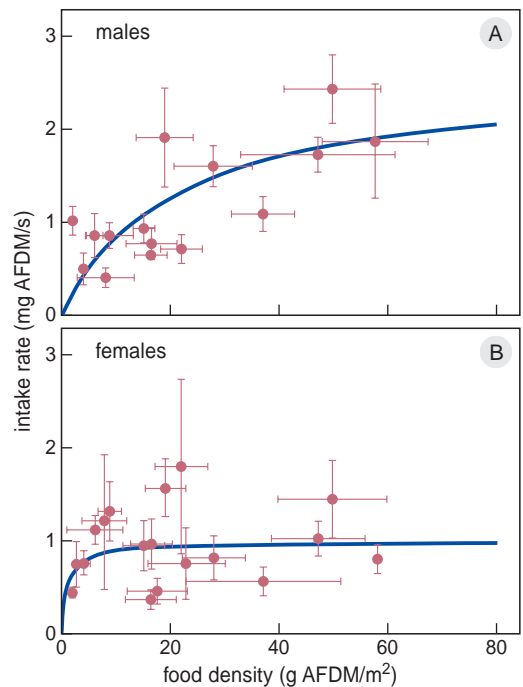 males
A
3
2
1
0
intake rate (mg AFDM/s)
females
B
3
2
1
0
0
20
40
60
80
food density (g AFDM/m²)